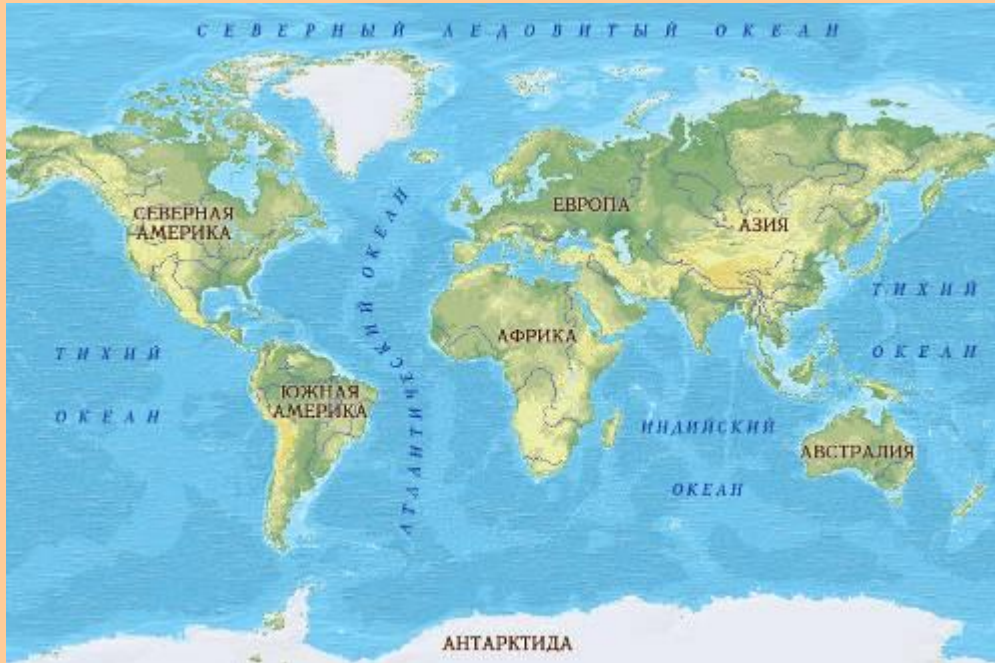 СЕВЕРНЫЙ ЛЕДОВИТЫЙ ОКЕАН
СЕВЕРНАЯ
АМЕРИКА
ЕВРОПА
АЗИЯ
АТЛАНТИЧЕСКИЙ ОКЕАН
ТИХИЙ
ОКЕАН
АФРИКА
ТИХИЙ
ОКЕАН
ЮЖНАЯ
АМЕРИКА
ИНДИЙСКИЙ
ОКЕАН
АВСТРАЛИЯ
АНТАРКТИДА